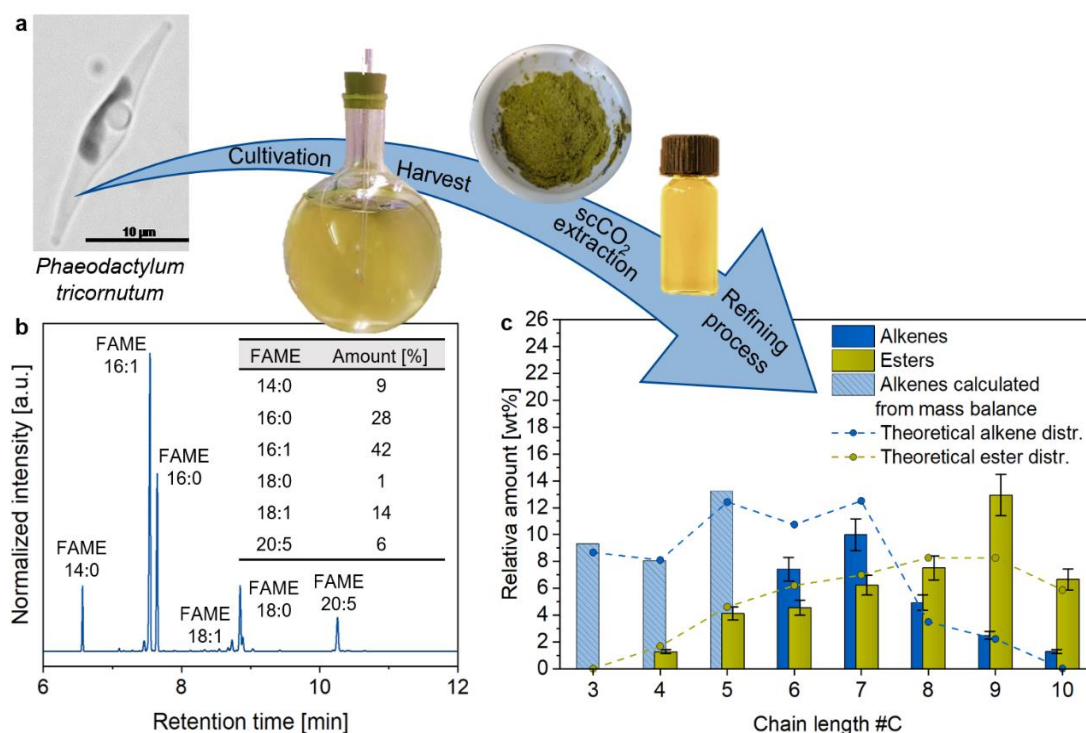 a
10 µm
Phaeodactylum
tricornutum
Cultivation
Harvest
scCO2
extraction
Refining
process
b
Normalized intensity [a.u.]
FAME
16:1
FAME
16:0
FAME
14:0
FAME
18:1
FAME
18:0
FAME
20:5
FAME Amount [%]
14:0 9
16:0 28
16:1 42
18:0 1
18:1 14
20:5 6
6 8 10 12
Retention time [min]
c
Relativa amount [wt%]
26
24
22
20
18
16
14
12
10
8
6
4
2
0
Alkenes
Esters
Alkenes calculated
from mass balance
Theoretical alkene distr.
Theoretical ester distr.
3 4 5 6 7 8 9 10
Chain length #C